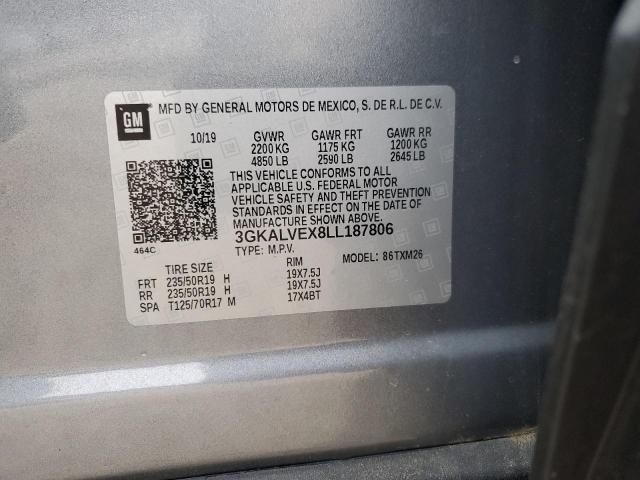 GM
MFD BY GENERAL MOTORS DE MEXICO, S. DE R.L. DE C.V.
10/19 GVWR GAWR FRT GAWR RR
2200 KG 1175 KG 1200 KG
4850 LB 2590 LB 2645 LB
THIS VEHICLE CONFORMS TO ALL
APPLICABLE U.S. FEDERAL MOTOR
VEHICLE SAFETY AND THEFT PREVENTION
STANDARDS IN EFFECT ON THE DATE OF
MANUFACTURE SHOWN ABOVE.
3GKALVEX8LL187806
464C
TYPE: M.P.V. MODEL: 86TXM26
TIRE SIZE RIM
FRT 235/50R19 H 19X7.5J
RR 235/50R19 H 19X7.5J
SPA T125/70R17 M 17X4BT